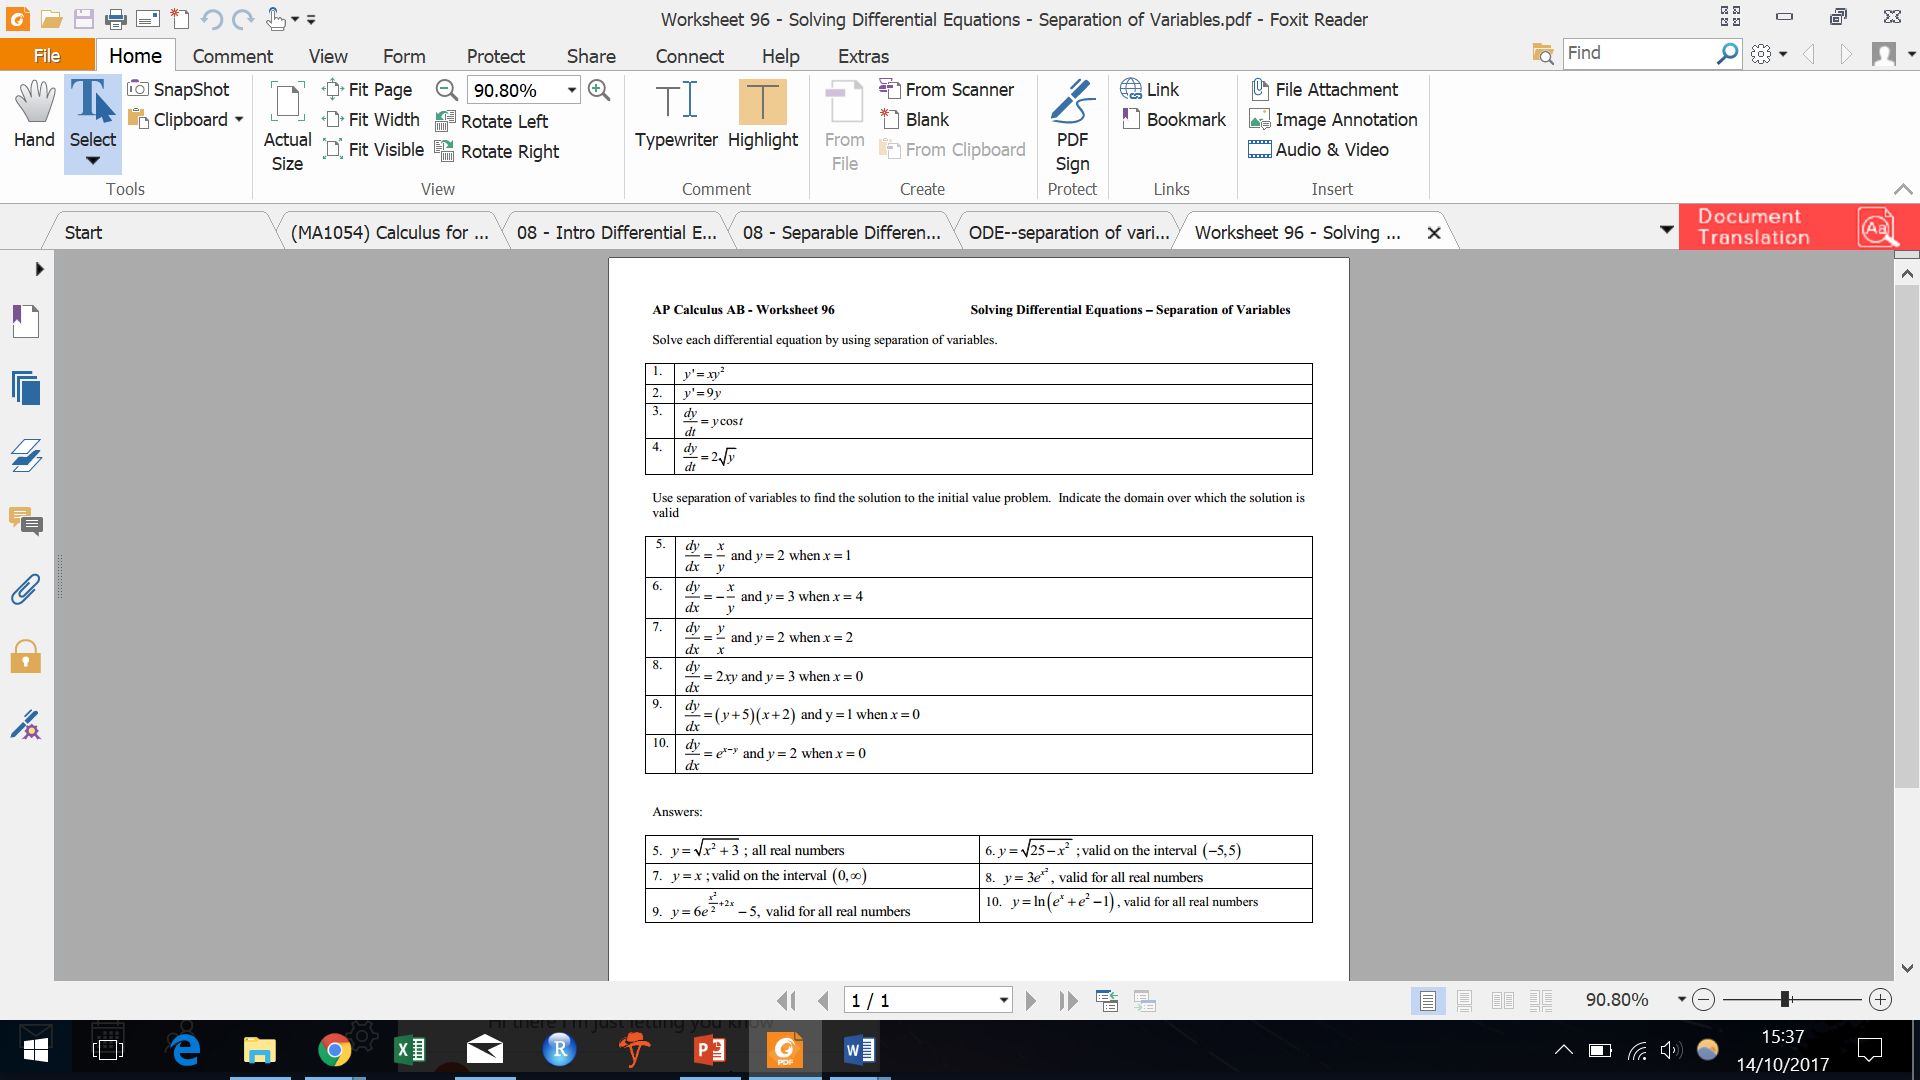 Worksheet 96 - Solving Differential Equations - Separation of Variables.pdf - Foxit Reader
File Home Comment View Form Protect Share Connect Help Extras Find
Hand Select SnapShot Clipboard Tools
Actual Size Fit Page Fit Width Fit Visible 90.80% Rotate Left Rotate Right View
Typewriter Highlight Comment
From File From Scanner Blank From Clipboard Create
PDF Sign Protect
Link Bookmark Links
File Attachment Image Annotation Audio & Video Insert
Start (MA1054) Calculus for ... 08 - Intro Differential E... 08 - Separable Differen... ODE--separation of vari... Worksheet 96 - Solving ...
Document Translation
AP Calculus AB - Worksheet 96 Solving Differential Equations – Separation of Variables
Solve each differential equation by using separation of variables.
1. y' = xy²
2. y' = 9y
3. dy/dt = y cos t
4. dy/dt = 2√y
Use separation of variables to find the solution to the initial value problem. Indicate the domain over which the solution is
valid
5. dy/dx = x/y and y = 2 when x = 1
6. dy/dx = −x/y and y = 3 when x = 4
7. dy/dx = y/x and y = 2 when x = 2
8. dy/dx = 2xy and y = 3 when x = 0
9. dy/dx = (y+5)(x+2) and y = 1 when x = 0
10. dy/dx = e^(x−y) and y = 2 when x = 0
Answers:
5. y = √(x² + 3) ; all real numbers
6. y = √(25 − x²) ; valid on the interval (−5,5)
7. y = x ; valid on the interval (0,∞)
8. y = 3e^(x²), valid for all real numbers
9. y = 6e^(x²/2+2x) − 5, valid for all real numbers
10. y = ln(e^x + e² − 1), valid for all real numbers
1 / 1 90.80%
Hi there I'm just letting you know
15:37
14/10/2017